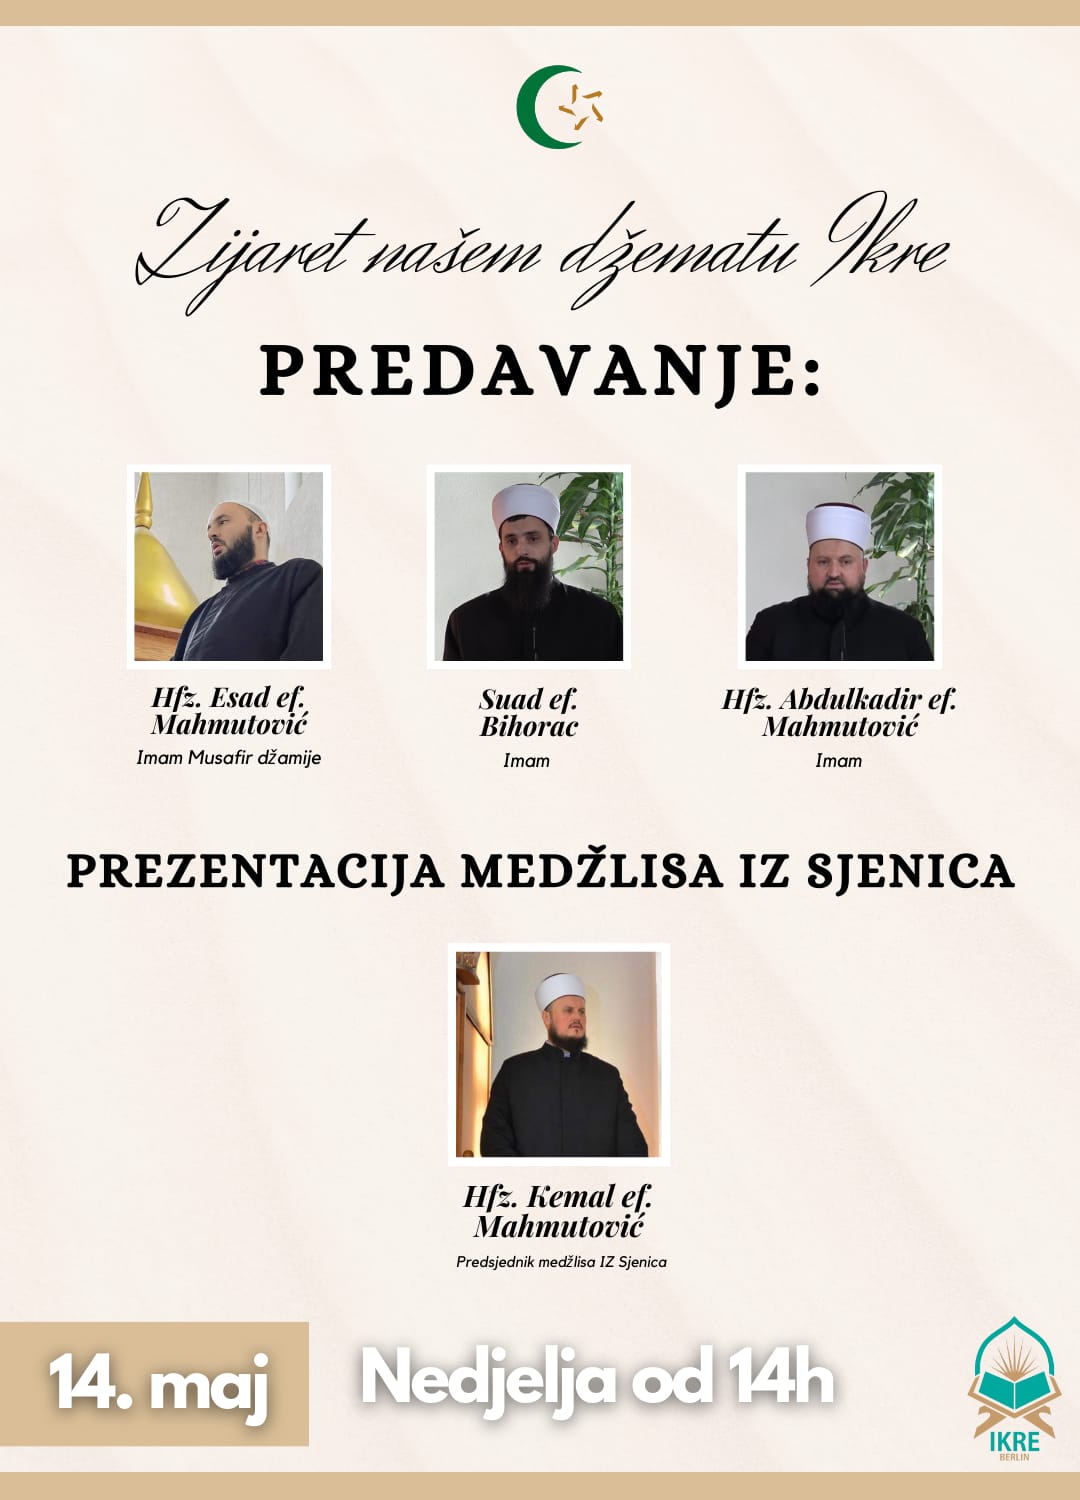 Zijaret našem džematu Ikre
PREDAVANJE:
Hfz. Esad ef.
Mahmutović
Imam Musafir džamije
Suad ef.
Bihorac
Imam
Hfz. Abdulkadir ef.
Mahmutović
Imam
PREZENTACIJA MEDŽLISA IZ SJENICA
Hfz. Kemal ef.
Mahmutović
Predsjednik medžlisa IZ Sjenica
14. maj
Nedjelja od 14h
IKRE
BERLIN